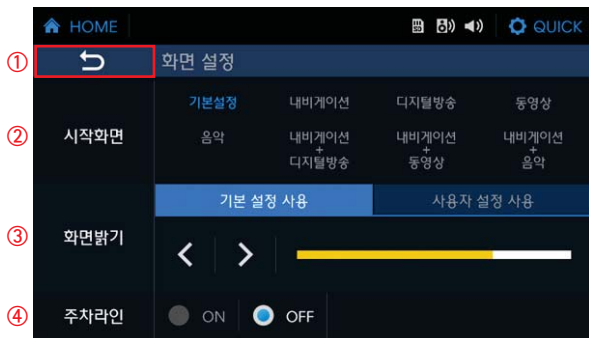 HOME
QUICK
① 화면 설정
② 시작화면
기본설정 내비게이션 디지털방송 동영상
음악 내비게이션 + 디지털방송 내비게이션 + 동영상 내비게이션 + 음악
기본 설정 사용 사용자 설정 사용
③ 화면밝기
④ 주차라인 ON OFF